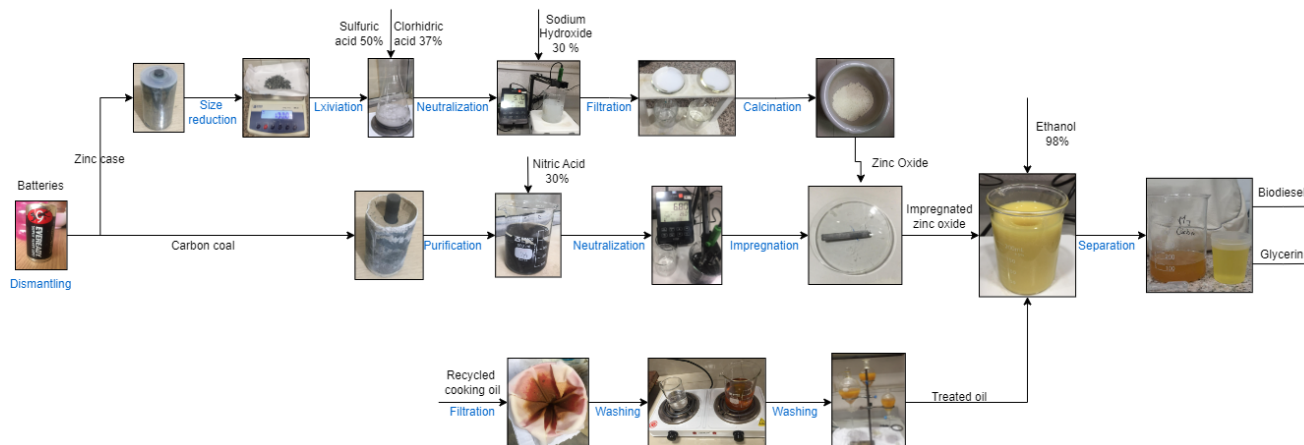 Sulfuric
acid 50%
Clorhidric
acid 37%
Sodium
Hydroxide
30 %
Size
reduction
Lxiviation
Neutralization
Filtration
Calcination
Ethanol
98%
Zinc case
Zinc Oxide
Batteries
Nitric Acid
30%
Impregnated
zinc oxide
Biodiesel
EVEREADY
Carbon coal
Purification
Neutralization
Impregnation
Separation
Glycerin
Dismantling
Recycled
cooking oil
Filtration
Washing
Washing
Treated oil